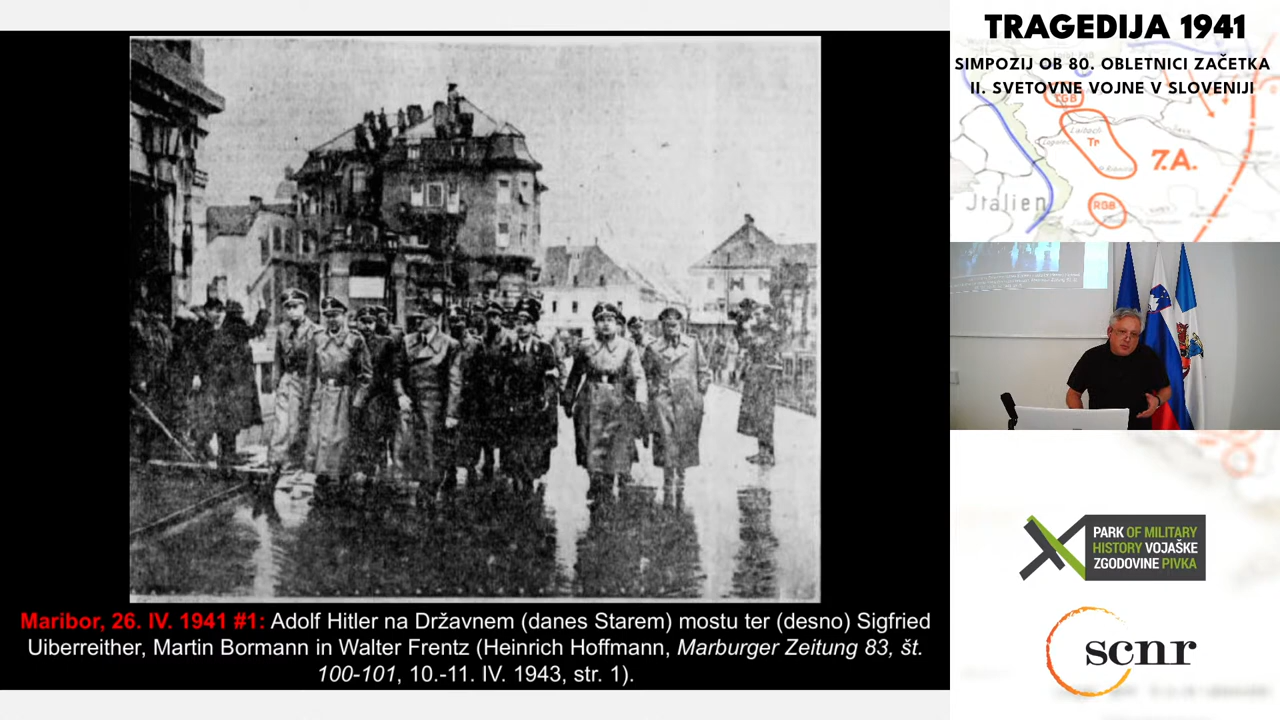 TRAGEDIJA 1941
SIMPOZIJ OB 80. OBLETNICI ZAČETKA
II. SVETOVNE VOJNE V SLOVENIJI
TGB
Laibach
Tr
7.A.
Jtalien
RGB
Maribor, 26. IV. 1941 #1: Adolf Hitler na Državnem (danes Starem) mostu ter (desno) Sigfried
Uiberreither, Martin Bormann in Walter Frentz (Heinrich Hoffmann, Marburger Zeitung 83, št.
100-101, 10.-11. IV. 1943, str. 1).
PARK OF MILITARY
HISTORY VOJAŠKE
ZGODOVINE PIVKA
scnr